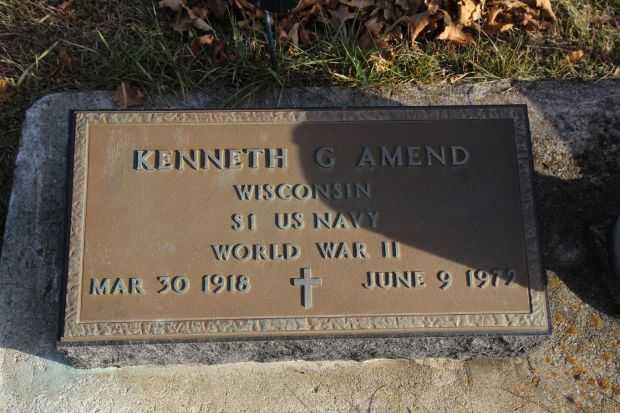 KENNETH G AMEND
WISCONSIN
S1 US NAVY
WORLD WAR II
MAR 30 1918 JUNE 9 1979